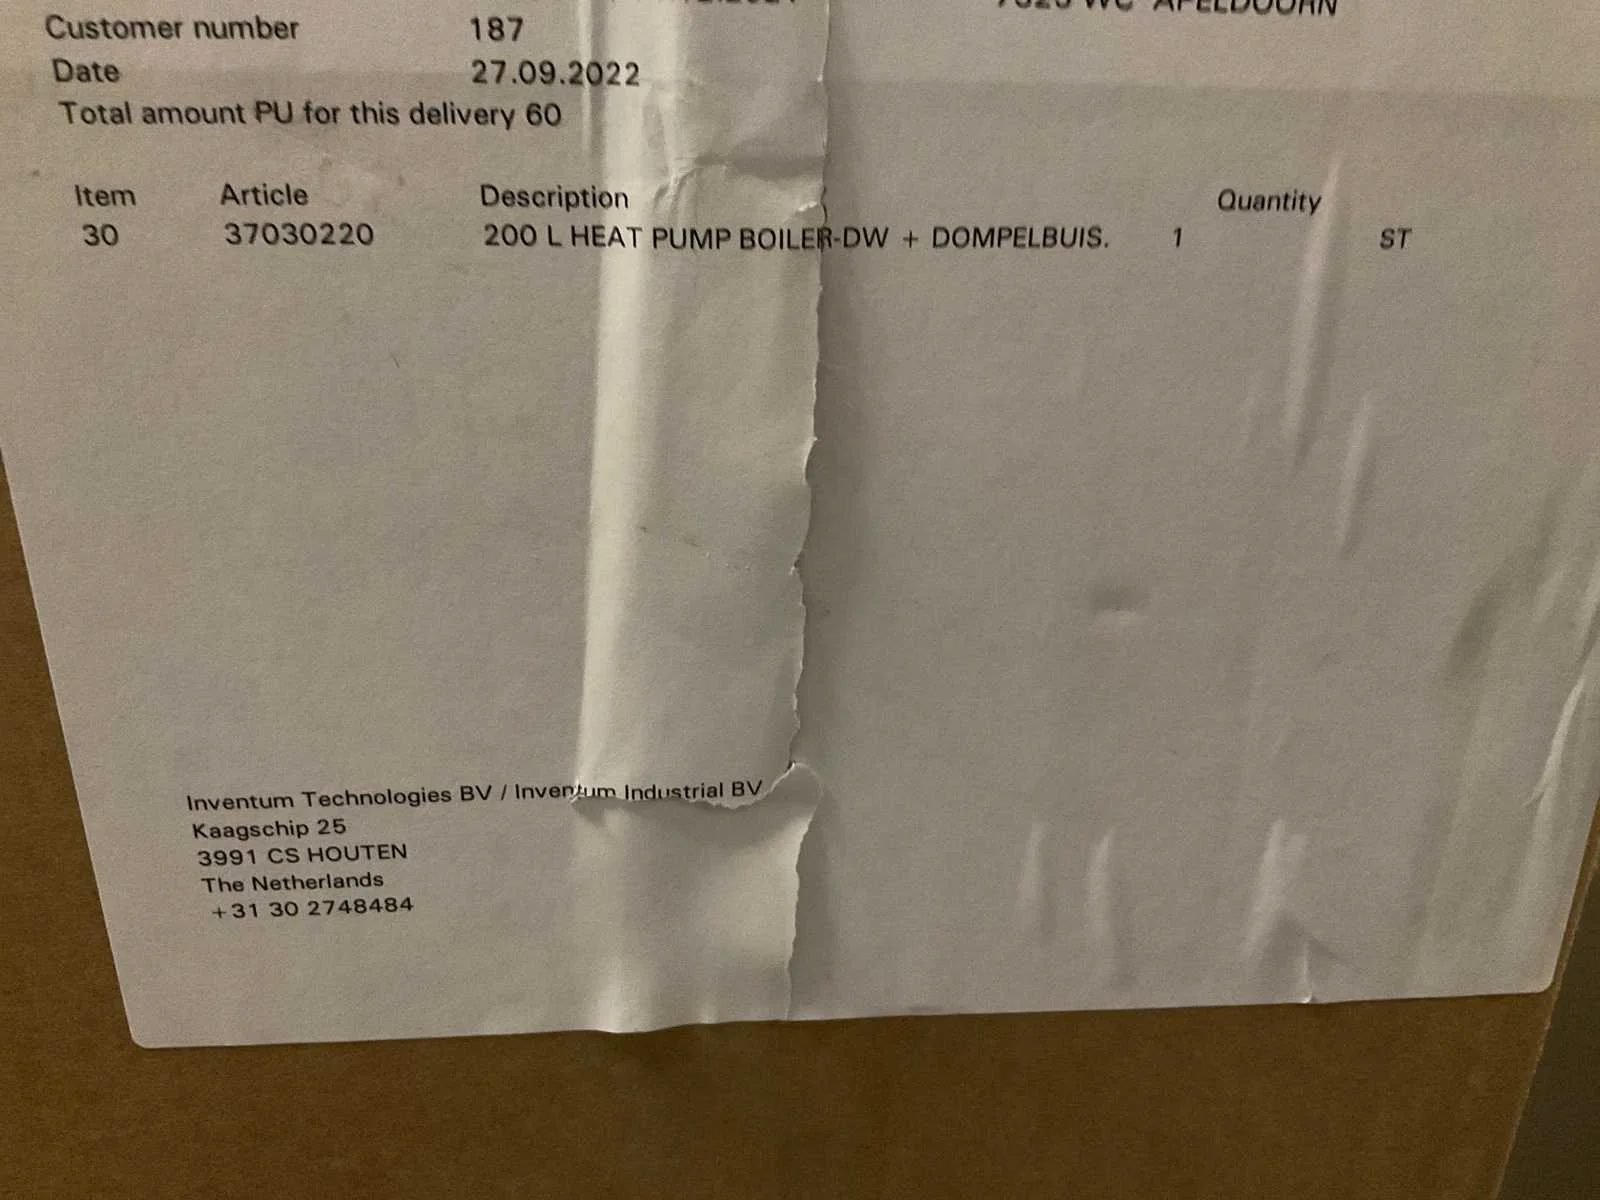 APELDOORN
Customer number 187
Date 27.09.2022
Total amount PU for this delivery 60
Item Article Description Quantity
30 37030220 200 L HEAT PUMP BOILER-DW + DOMPELBUIS. 1 ST
Inventum Technologies BV / Inventum Industrial BV
Kaagschip 25
3991 CS HOUTEN
The Netherlands
+31 30 2748484